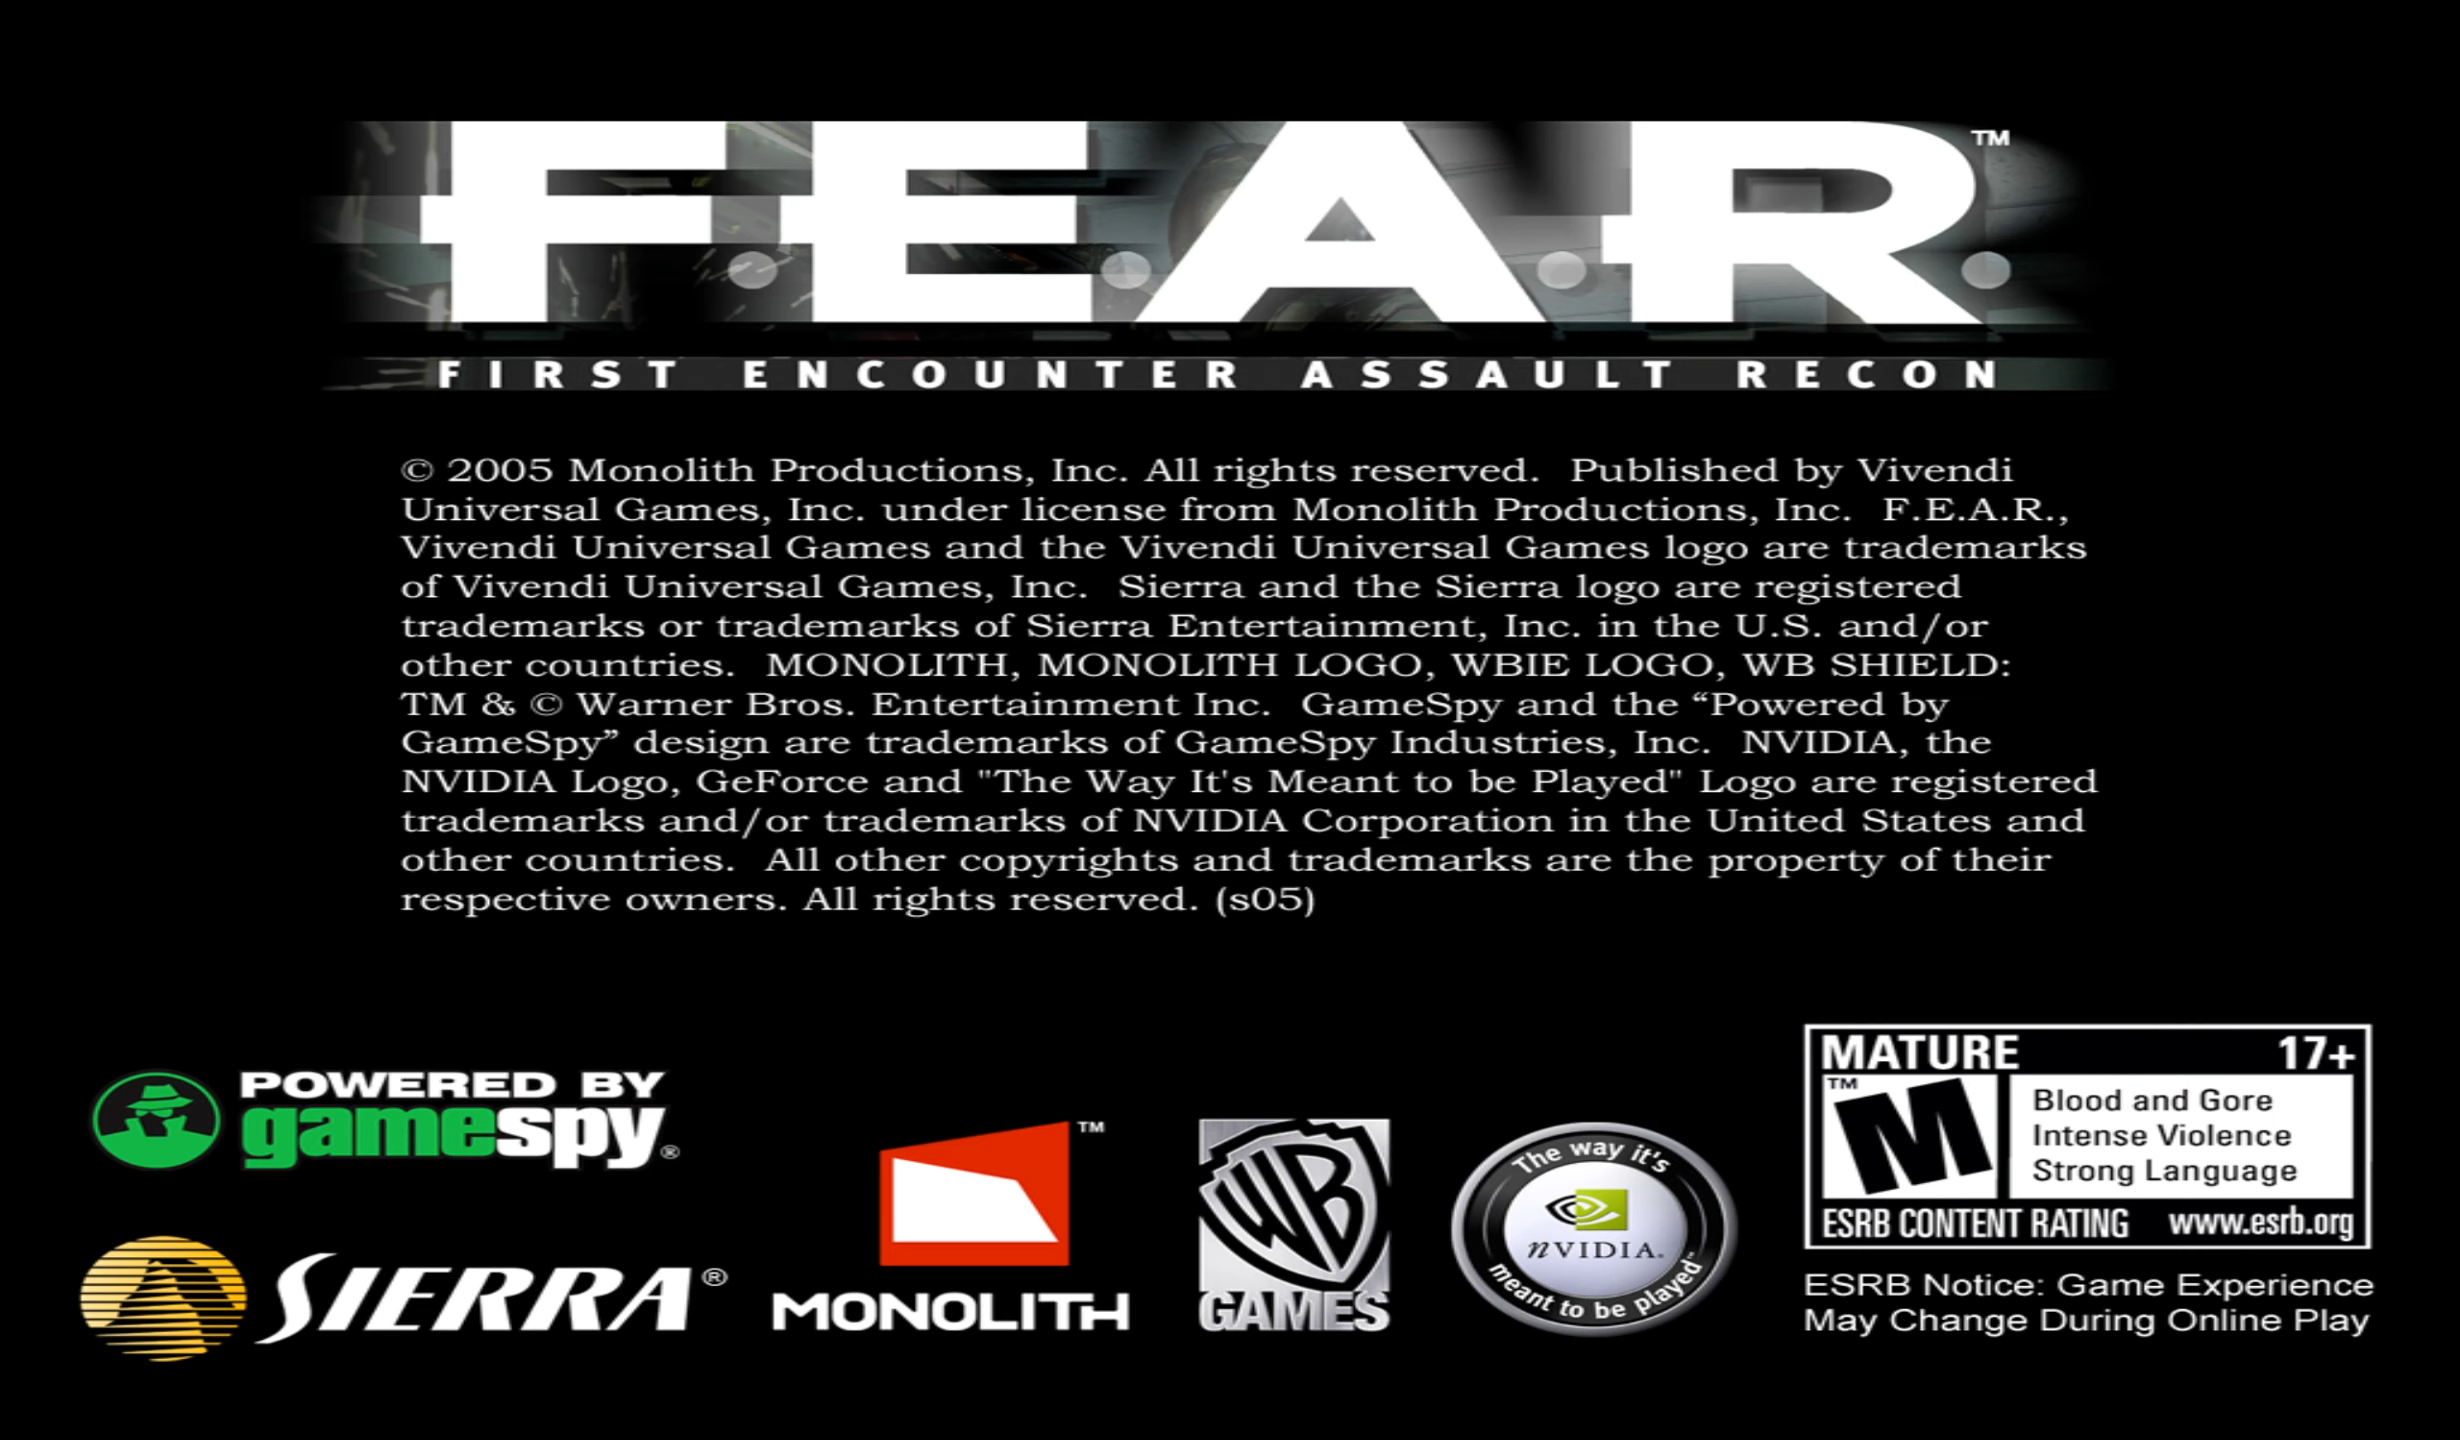 F.E.A.R.™
FIRST ENCOUNTER ASSAULT RECON
© 2005 Monolith Productions, Inc. All rights reserved.  Published by Vivendi
Universal Games, Inc. under license from Monolith Productions, Inc.  F.E.A.R.,
Vivendi Universal Games and the Vivendi Universal Games logo are trademarks
of Vivendi Universal Games, Inc.  Sierra and the Sierra logo are registered
trademarks or trademarks of Sierra Entertainment, Inc. in the U.S. and/or
other countries.  MONOLITH, MONOLITH LOGO, WBIE LOGO, WB SHIELD:
TM & © Warner Bros. Entertainment Inc.  GameSpy and the “Powered by
GameSpy” design are trademarks of GameSpy Industries, Inc.  NVIDIA, the
NVIDIA Logo, GeForce and "The Way It's Meant to be Played" Logo are registered
trademarks and/or trademarks of NVIDIA Corporation in the United States and
other countries.  All other copyrights and trademarks are the property of their
respective owners. All rights reserved. (s05)
POWERED BY
gamespy®
SIERRA®
™
MONOLITH
WB
GAMES
The way it's
nVIDIA.
meant to be played™
MATURE 17+
™
M
Blood and Gore
Intense Violence
Strong Language
ESRB CONTENT RATING www.esrb.org
ESRB Notice: Game Experience
May Change During Online Play